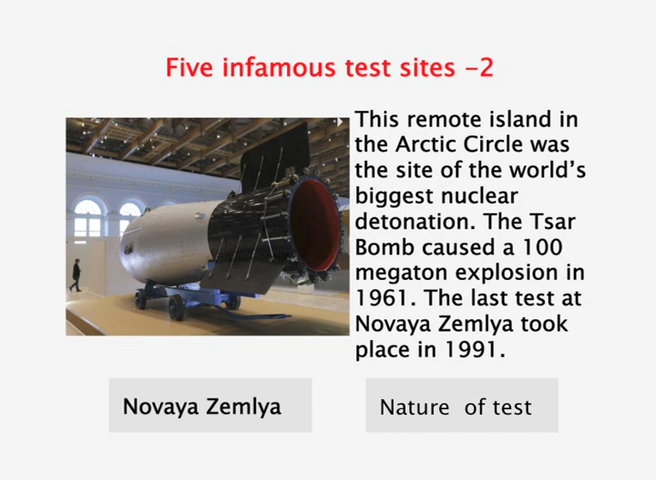 Five infamous test sites -2
This remote island in
the Arctic Circle was
the site of the world's
biggest nuclear
detonation. The Tsar
Bomb caused a 100
megaton explosion in
1961. The last test at
Novaya Zemlya took
place in 1991.
Novaya Zemlya
Nature  of test